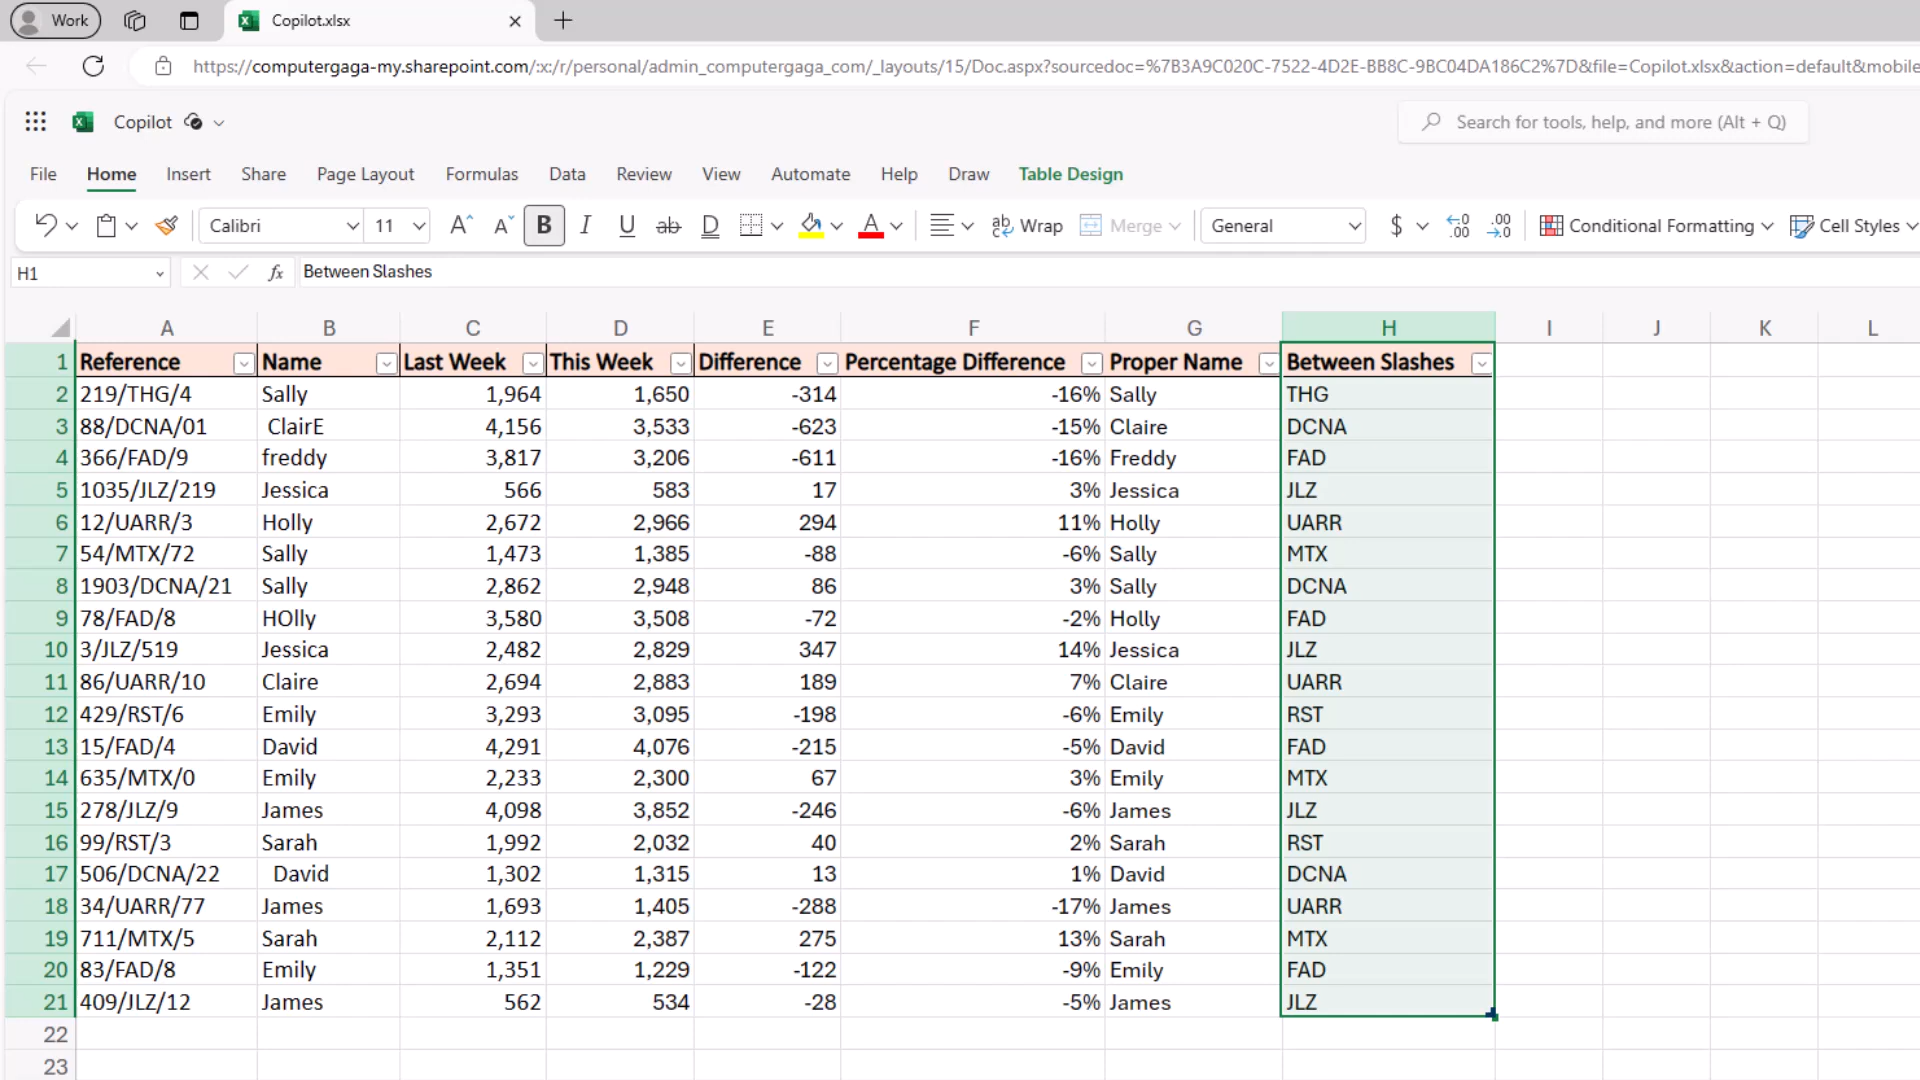 Work
Copilot.xlsx
https://computergaga-my.sharepoint.com/:x:/r/personal/admin_computergaga_com/_layouts/15/Doc.aspx?sourcedoc=%7B3A9C020C-7522-4D2E-BB8C-9BC04DA186C2%7D&file=Copilot.xlsx&action=default&mobile
Copilot
Search for tools, help, and more (Alt + Q)
File Home Insert Share Page Layout Formulas Data Review View Automate Help Draw Table Design
Calibri 11 A A B I U ab D A ab Wrap Merge General $ Conditional Formatting Cell Styles
H1 fx Between Slashes
A B C D E F G H I J K L
1 Reference Name Last Week This Week Difference Percentage Difference Proper Name Between Slashes
2 219/THG/4 Sally 1,964 1,650 -314 -16% Sally THG
3 88/DCNA/01 ClairE 4,156 3,533 -623 -15% Claire DCNA
4 366/FAD/9 freddy 3,817 3,206 -611 -16% Freddy FAD
5 1035/JLZ/219 Jessica 566 583 17 3% Jessica JLZ
6 12/UARR/3 Holly 2,672 2,966 294 11% Holly UARR
7 54/MTX/72 Sally 1,473 1,385 -88 -6% Sally MTX
8 1903/DCNA/21 Sally 2,862 2,948 86 3% Sally DCNA
9 78/FAD/8 HOlly 3,580 3,508 -72 -2% Holly FAD
10 3/JLZ/519 Jessica 2,482 2,829 347 14% Jessica JLZ
11 86/UARR/10 Claire 2,694 2,883 189 7% Claire UARR
12 429/RST/6 Emily 3,293 3,095 -198 -6% Emily RST
13 15/FAD/4 David 4,291 4,076 -215 -5% David FAD
14 635/MTX/0 Emily 2,233 2,300 67 3% Emily MTX
15 278/JLZ/9 James 4,098 3,852 -246 -6% James JLZ
16 99/RST/3 Sarah 1,992 2,032 40 2% Sarah RST
17 506/DCNA/22 David 1,302 1,315 13 1% David DCNA
18 34/UARR/77 James 1,693 1,405 -288 -17% James UARR
19 711/MTX/5 Sarah 2,112 2,387 275 13% Sarah MTX
20 83/FAD/8 Emily 1,351 1,229 -122 -9% Emily FAD
21 409/JLZ/12 James 562 534 -28 -5% James JLZ
22
23